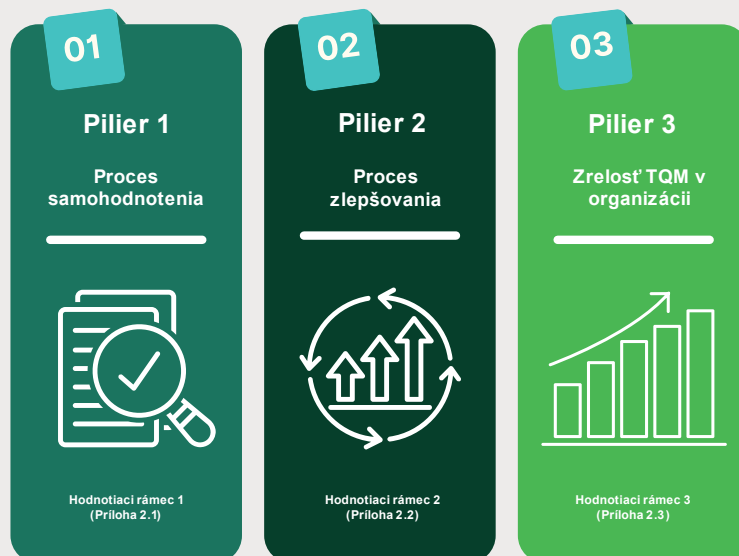 01
Pilier 1
Proces
samohodnotenia
Hodnotiaci rámec 1
(Príloha 2.1)
02
Pilier 2
Proces
zlepšovania
Hodnotiaci rámec 2
(Príloha 2.2)
03
Pilier 3
Zrelosť TQM v
organizácii
Hodnotiaci rámec 3
(Príloha 2.3)